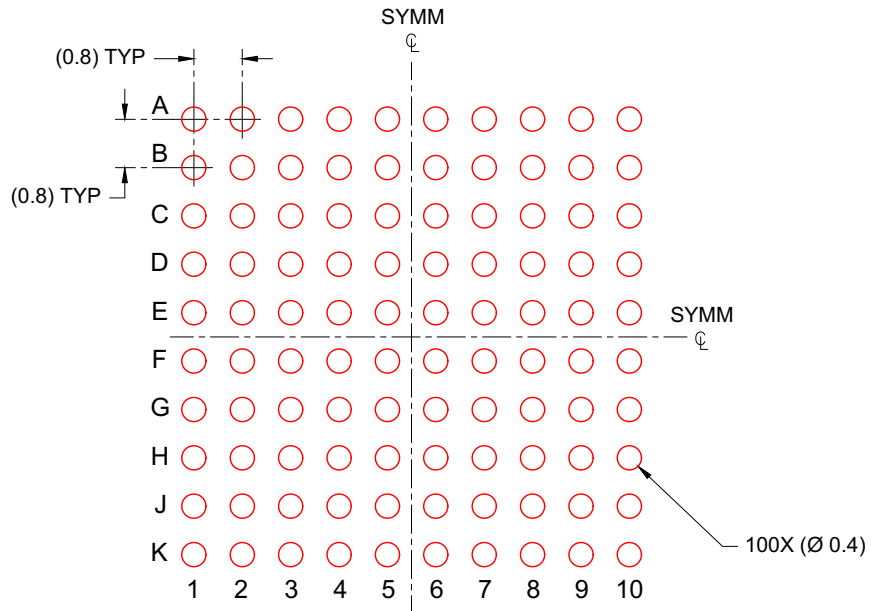 SYMM
℄
(0.8) TYP
A
B
(0.8) TYP
C
D
E
SYMM
℄
F
G
H
J
100X (Ø 0.4)
K
1 2 3 4 5 6 7 8 9 10